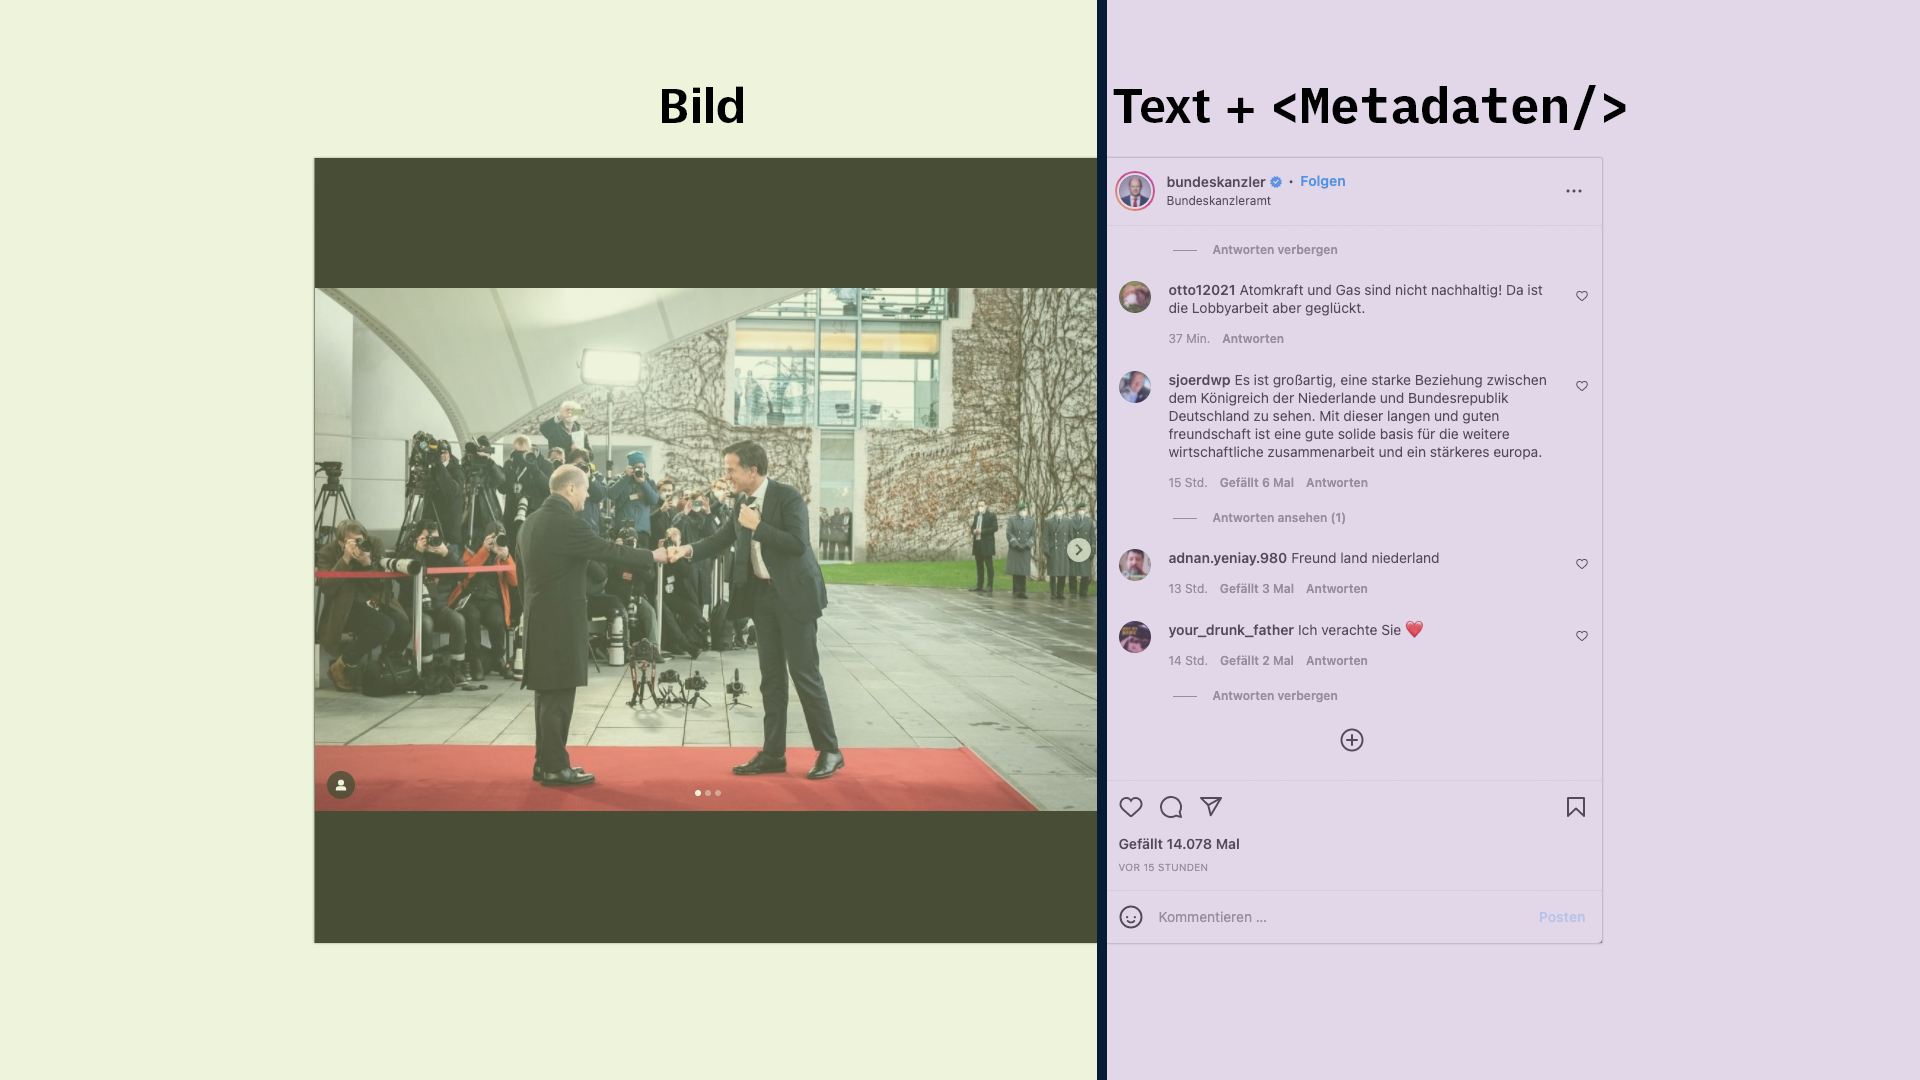 Bild
Text + <Metadaten/>
bundeskanzler • Folgen
Bundeskanzleramt
Antworten verbergen
otto12021 Atomkraft und Gas sind nicht nachhaltig! Da ist
die Lobbyarbeit aber geglückt.
37 Min. Antworten
sjoerdwp Es ist großartig, eine starke Beziehung zwischen
dem Königreich der Niederlande und Bundesrepublik
Deutschland zu sehen. Mit dieser langen und guten
freundschaft ist eine gute solide basis für die weitere
wirtschaftliche zusammenarbeit und ein stärkeres europa.
15 Std. Gefällt 6 Mal Antworten
Antworten ansehen (1)
adnan.yeniay.980 Freund land niederland
13 Std. Gefällt 3 Mal Antworten
your_drunk_father Ich verachte Sie ❤️
14 Std. Gefällt 2 Mal Antworten
Antworten verbergen
Gefällt 14.078 Mal
VOR 15 STUNDEN
Kommentieren ...
Posten